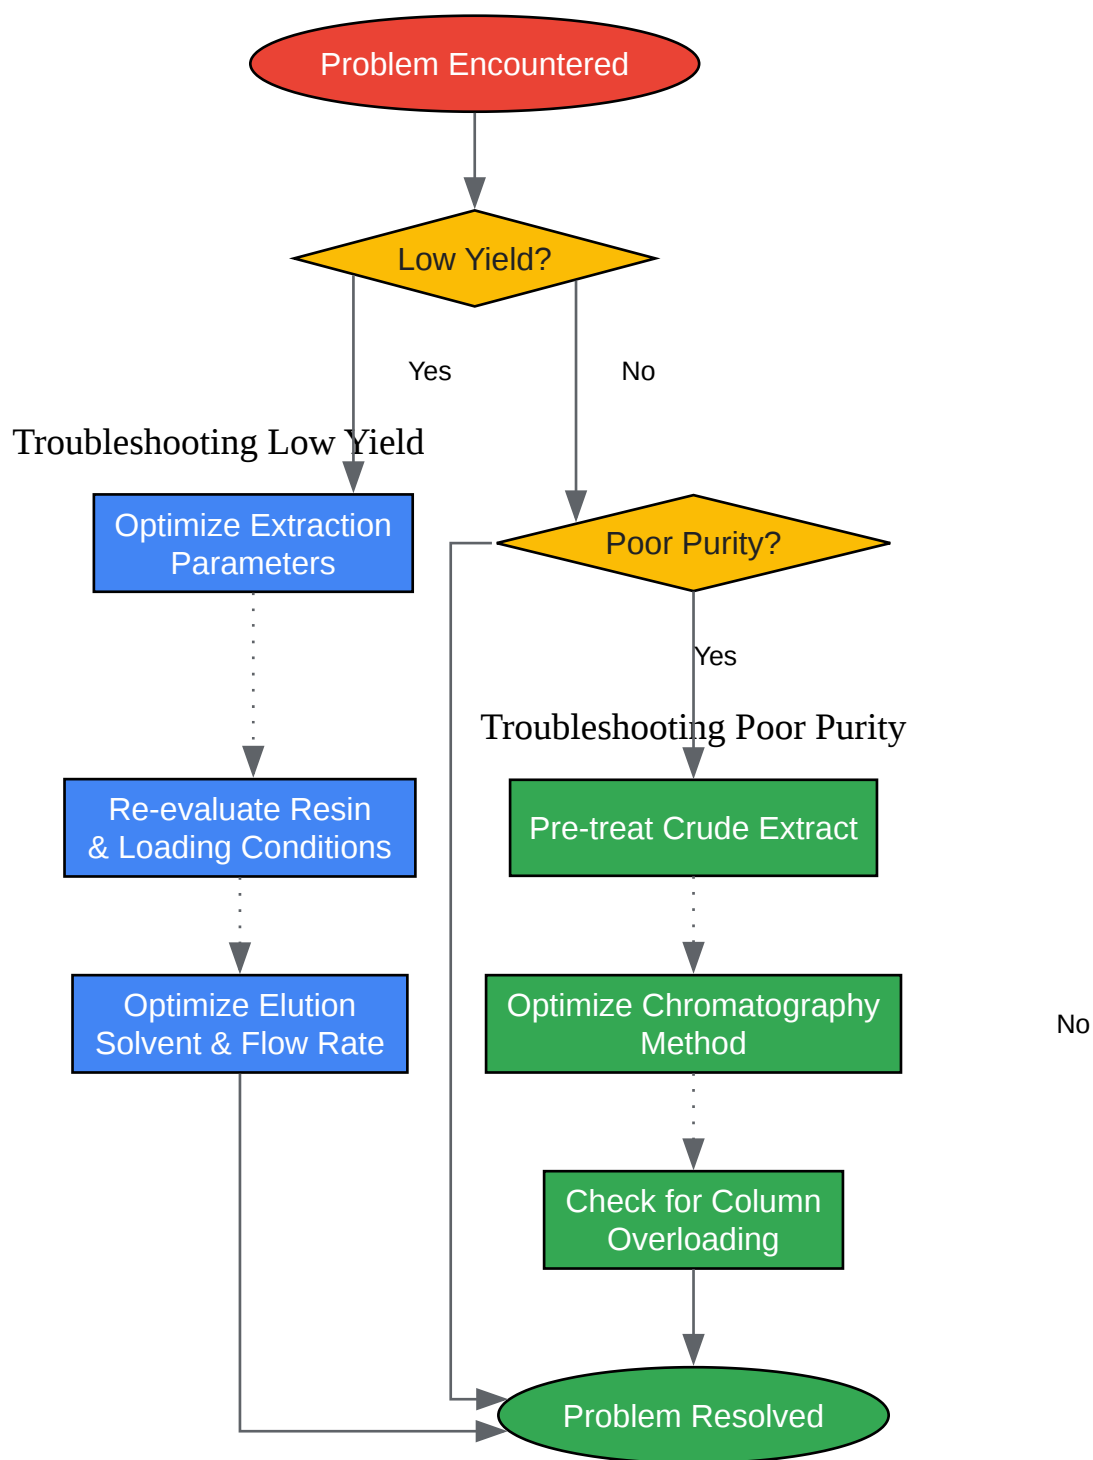 Problem Encountered
Low Yield?
Yes
No
Troubleshooting Low Yield
Optimize Extraction
Parameters
Poor Purity?
Yes
Troubleshooting Poor Purity
Re-evaluate Resin
& Loading Conditions
Pre-treat Crude Extract
Optimize Elution
Solvent & Flow Rate
Optimize Chromatography
Method
No
Check for Column
Overloading
Problem Resolved